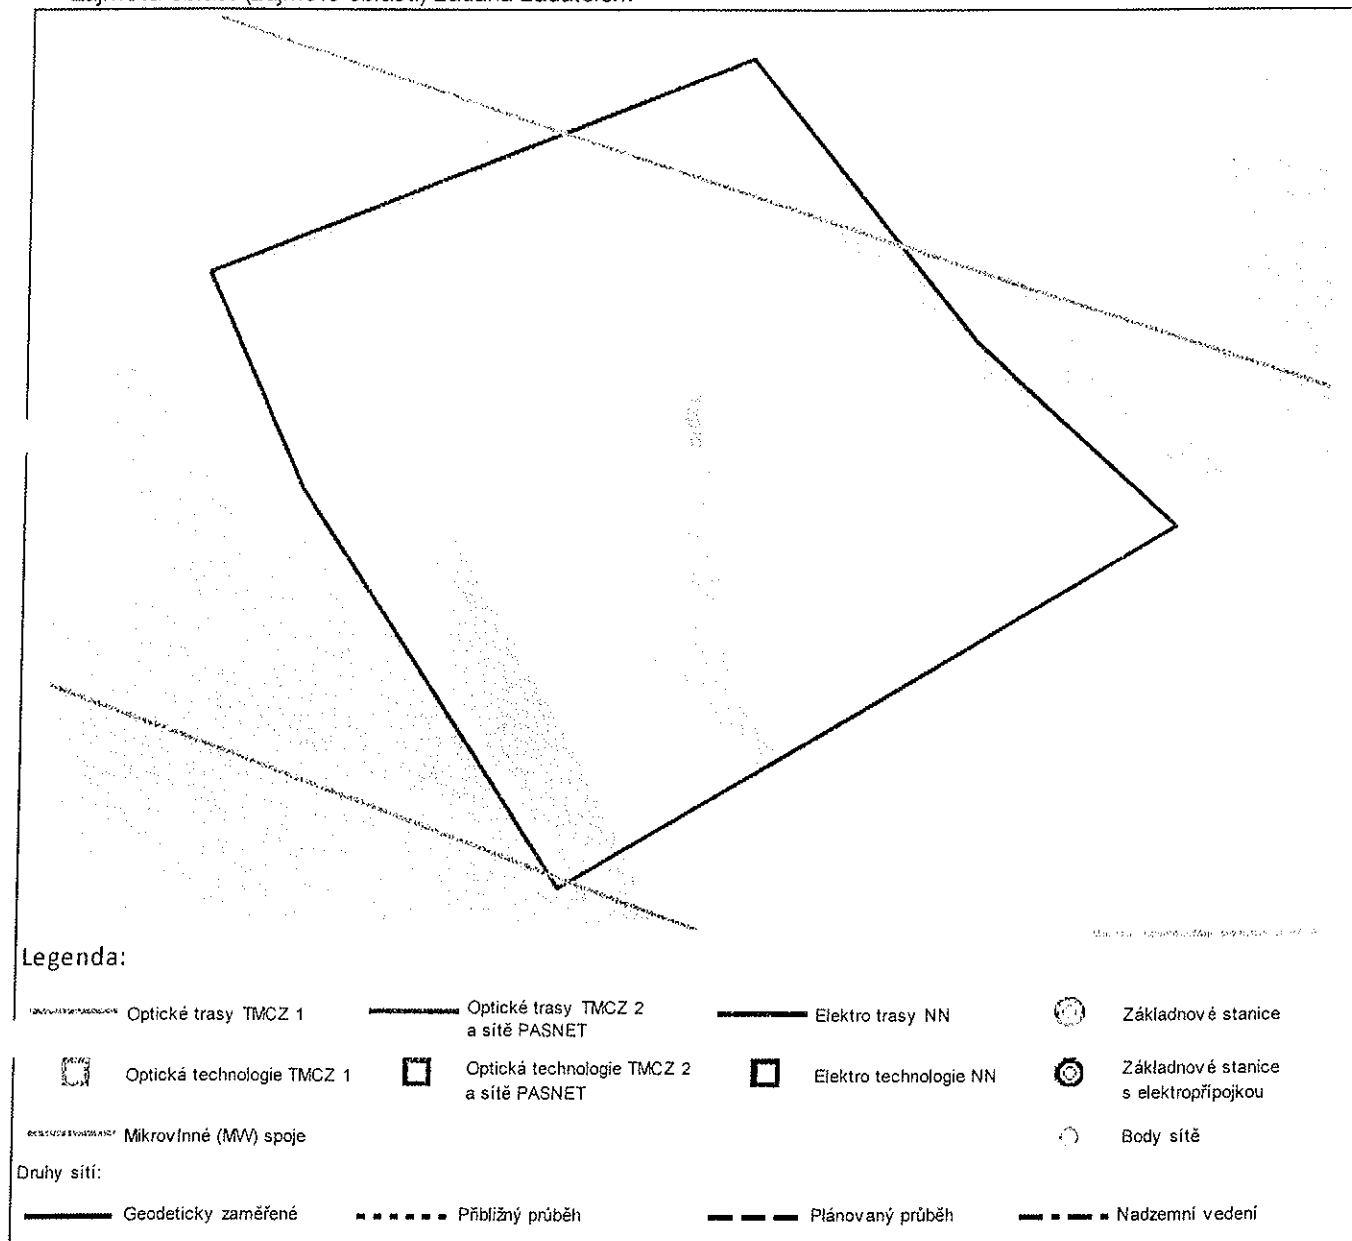 zadána žadatelem
Legenda:
Optické trasy TMCZ 1
Optické trasy TMCZ 2
a sítě PASNET
Elektro trasy NN
Základnové stanice
Optická technologie TMCZ 1
Optická technologie TMCZ 2
a sítě PASNET
Elektro technologie NN
Základnové stanice
s elektropřípojkou
Mikrovlnné (MW) spoje
Body sítě
Druhy sítí:
Geodeticky zaměřené
Přibližný průběh
Plánovaný průběh
Nadzemní vedení